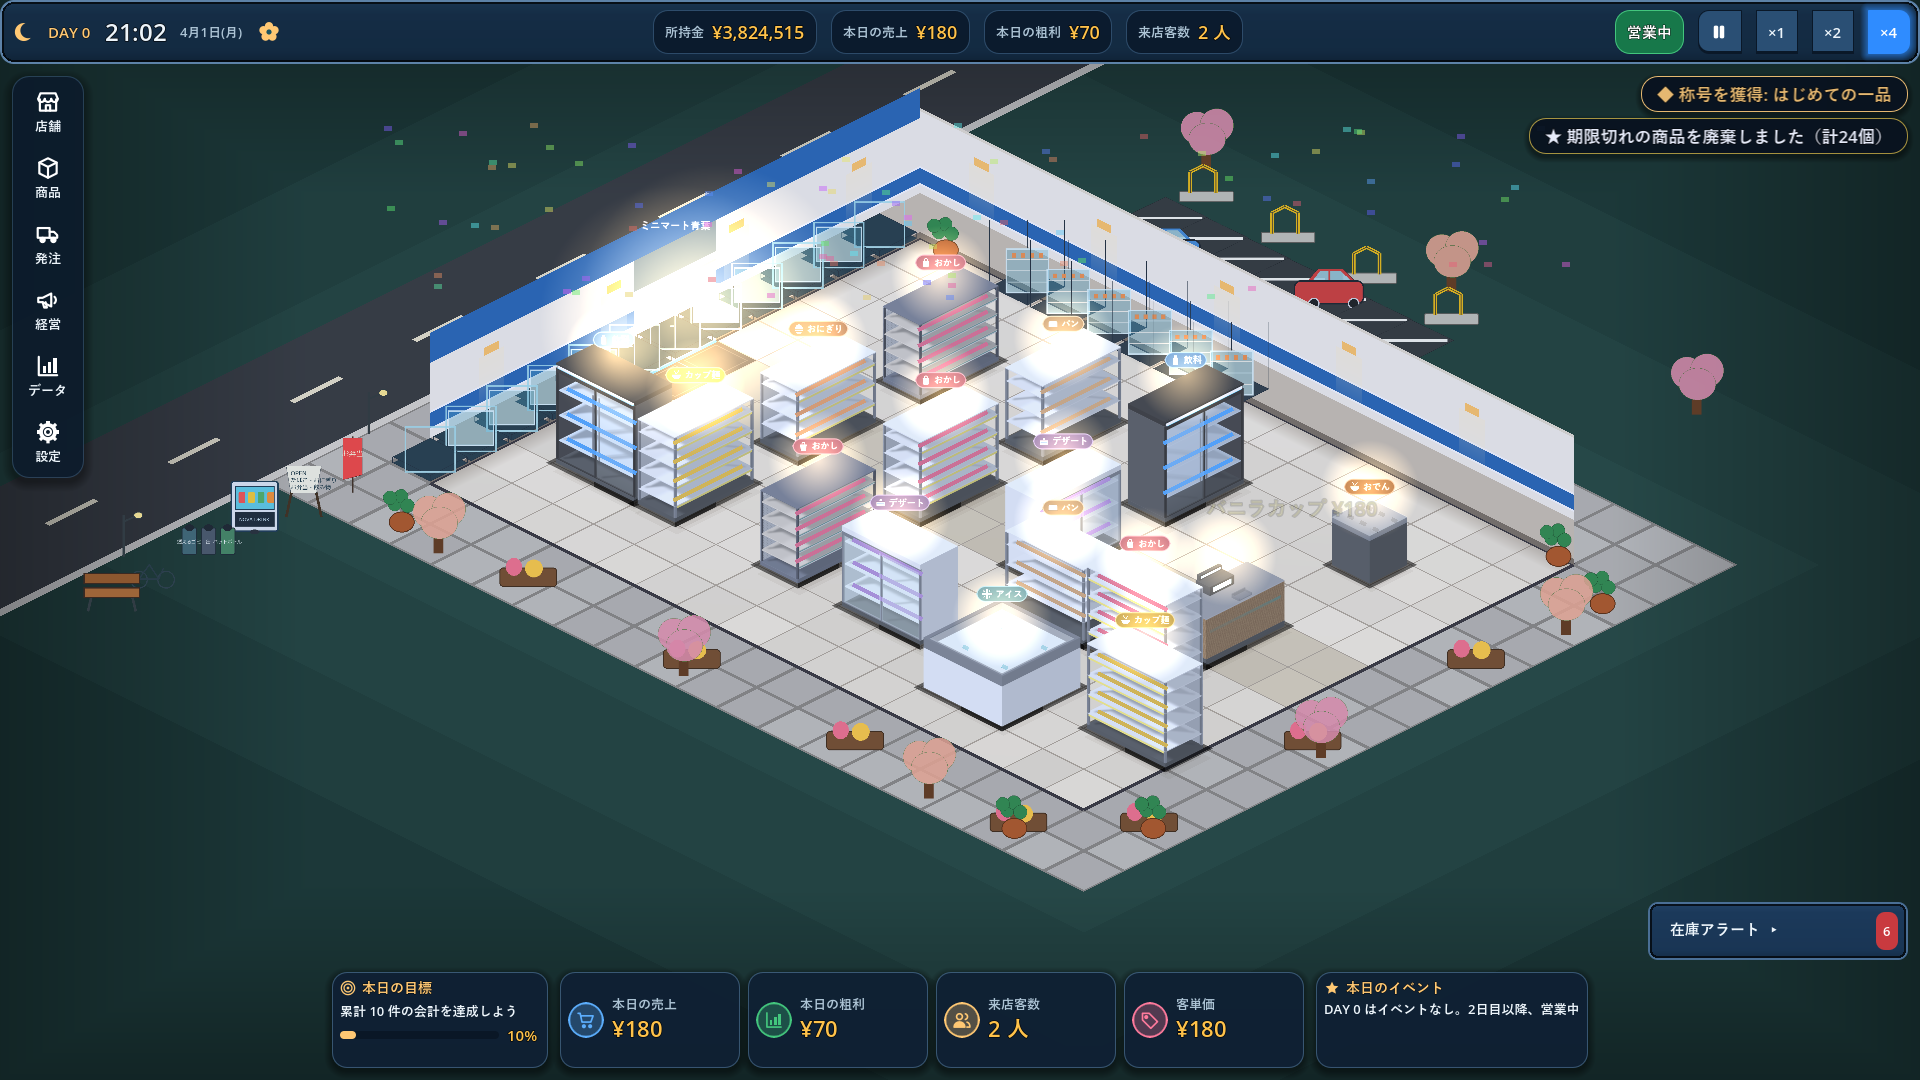 DAY 0 21:02 4月1日(月)
所持金 ¥3,824,515
本日の売上 ¥180
本日の粗利 ¥70
来店客数 2 人
営業中
×1
×2
×4
店舗
商品
発注
経営
データ
設定
◆ 称号を獲得: はじめての一品
★ 期限切れの商品を廃棄しました（計24個）
ミニマート青葉
おかし
おにぎり
パン
飲料
カップ麺
おかし
デザート
おかし
おでん
デザート
パン
バニラカップ ¥180
おかし
アイス
カップ麺
OPEN
在庫アラート ▸
6
本日の目標
累計 10 件の会計を達成しよう
10%
本日の売上
¥180
本日の粗利
¥70
来店客数
2 人
客単価
¥180
★ 本日のイベント
DAY 0 はイベントなし。2日目以降、営業中